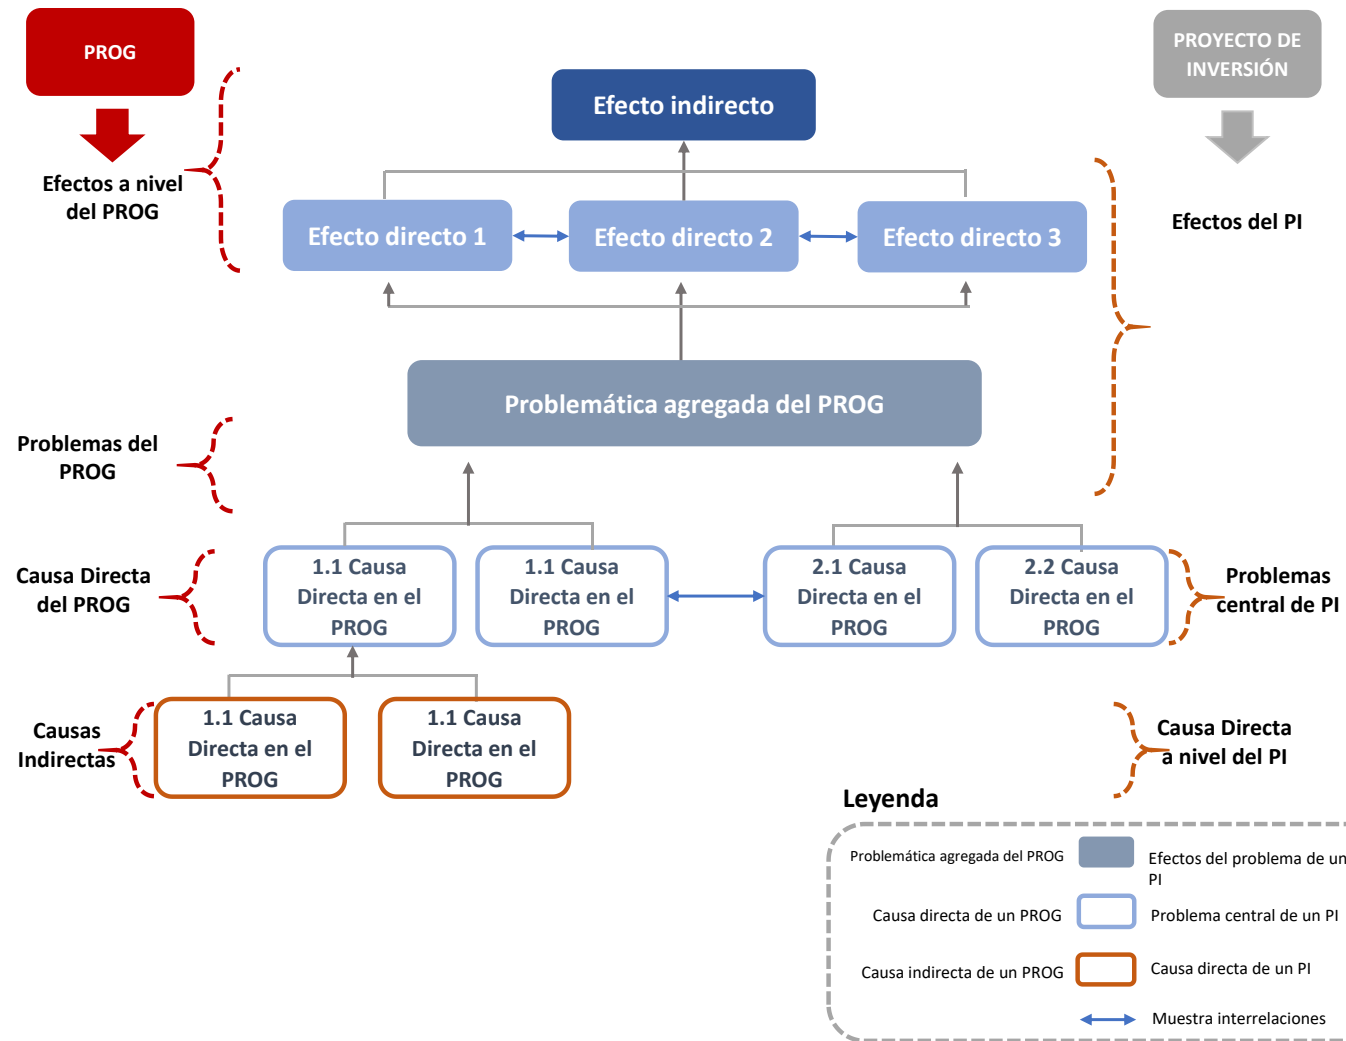 PROG
PROYECTO DE
INVERSIÓN
Efecto indirecto
Efectos a nivel
del PROG
Efecto directo 1
Efecto directo 2
Efecto directo 3
Efectos del PI
Problemática agregada del PROG
Problemas del
PROG
Causa Directa
del PROG
1.1 Causa
Directa en el
PROG
1.1 Causa
Directa en el
PROG
2.1 Causa
Directa en el
PROG
2.2 Causa
Directa en el
PROG
Problemas
central de PI
Causas
Indirectas
1.1 Causa
Directa en el
PROG
1.1 Causa
Directa en el
PROG
Causa Directa
a nivel del PI
Leyenda
Problemática agregada del PROG
Efectos del problema de un
PI
Causa directa de un PROG
Problema central de un PI
Causa indirecta de un PROG
Causa directa de un PI
Muestra interrelaciones